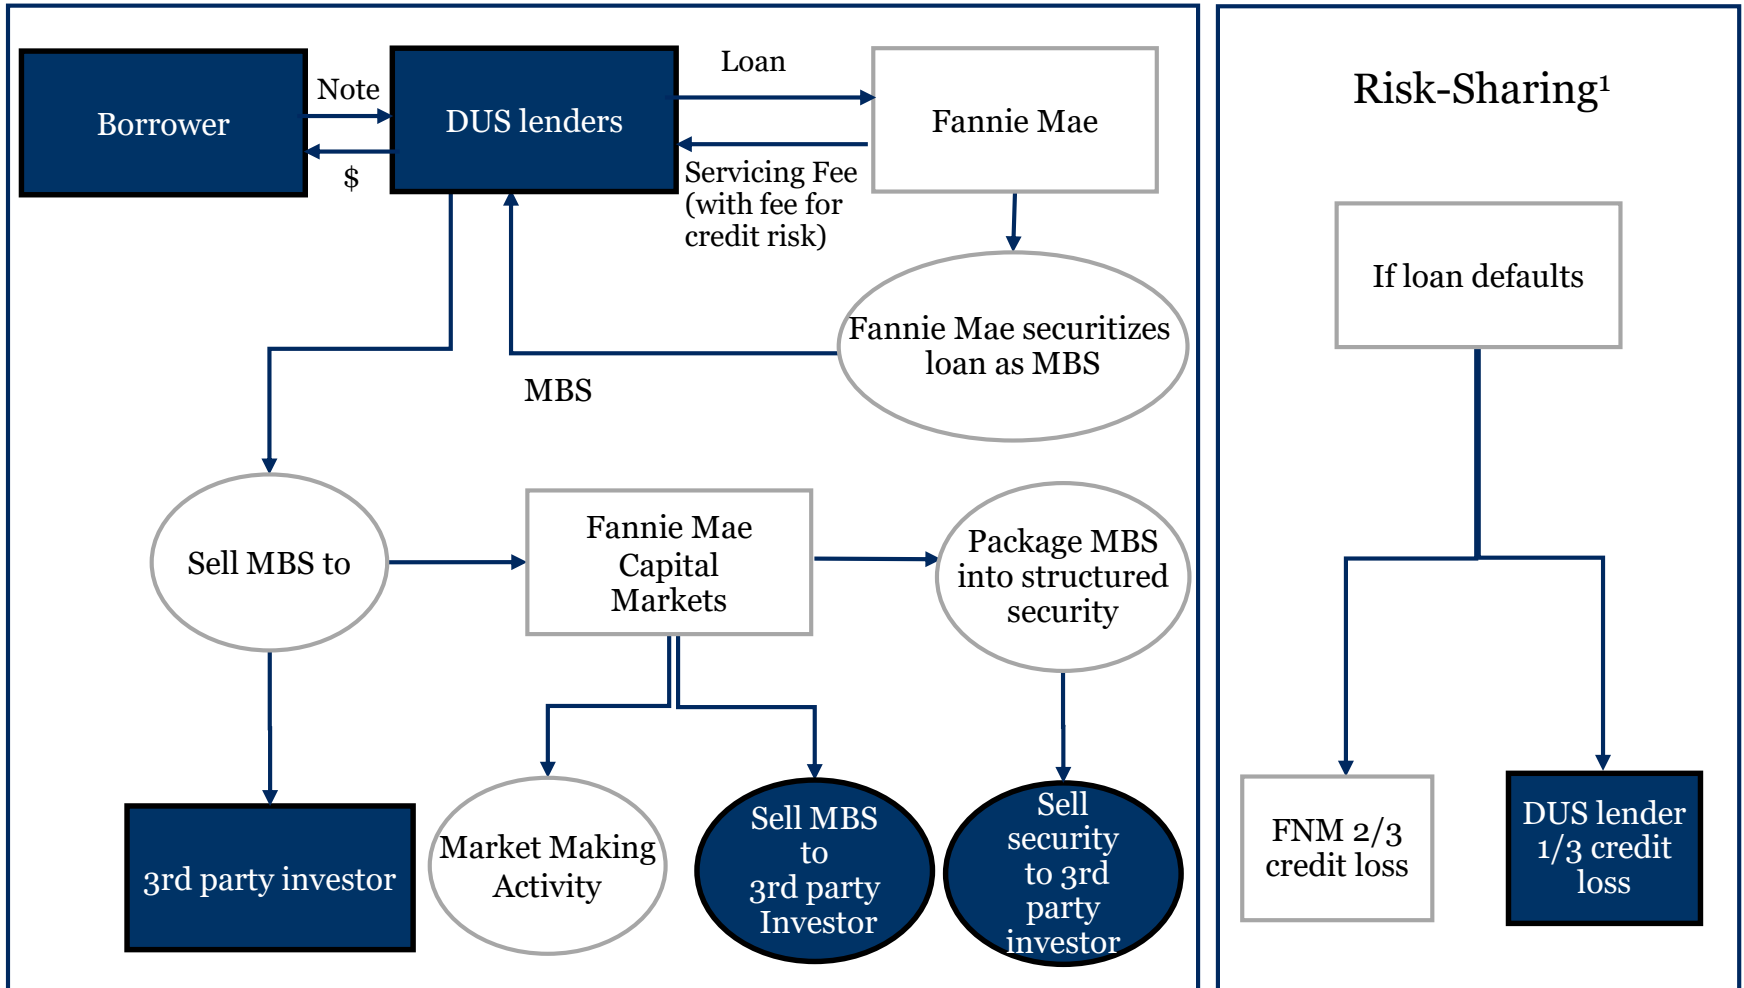 Borrower
Note
$
DUS lenders
Loan
Servicing Fee
(with fee for
credit risk)
Fannie Mae
Fannie Mae securitizes
loan as MBS
MBS
Sell MBS to
Fannie Mae
Capital
Markets
Package MBS
into structured
security
3rd party investor
Market Making
Activity
Sell MBS
to
3rd party
Investor
Sell
security
to 3rd
party
investor
Risk-Sharing¹
If loan defaults
FNM 2/3
credit loss
DUS lender
1/3 credit
loss